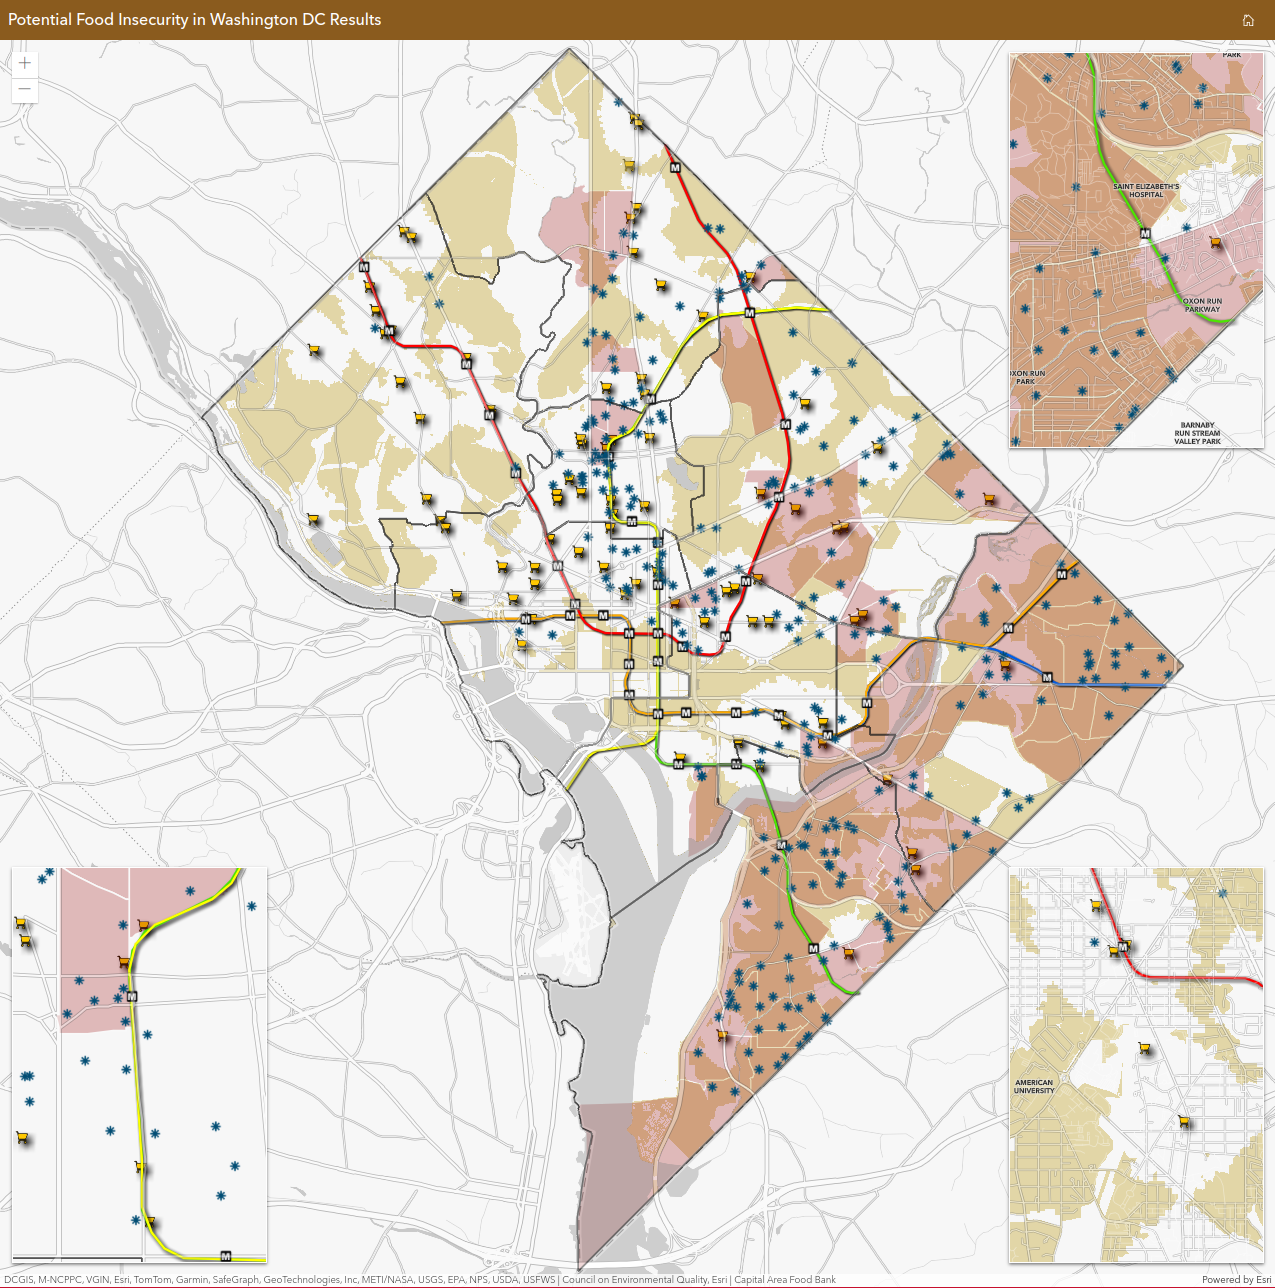 Potential Food Insecurity in Washington DC Results
+
−
PARK
SAINT ELIZABETH'S
HOSPITAL
M
OXON RUN
PARKWAY
OXON RUN
PARK
BARNABY
RUN STREAM
VALLEY PARK
AMERICAN
UNIVERSITY
DCGIS, M-NCPPC, VGIN, Esri, TomTom, Garmin, SafeGraph, GeoTechnologies, Inc, METI/NASA, USGS, EPA, NPS, USDA, USFWS | Council on Environmental Quality, Esri | Capital Area Food Bank
Powered by Esri